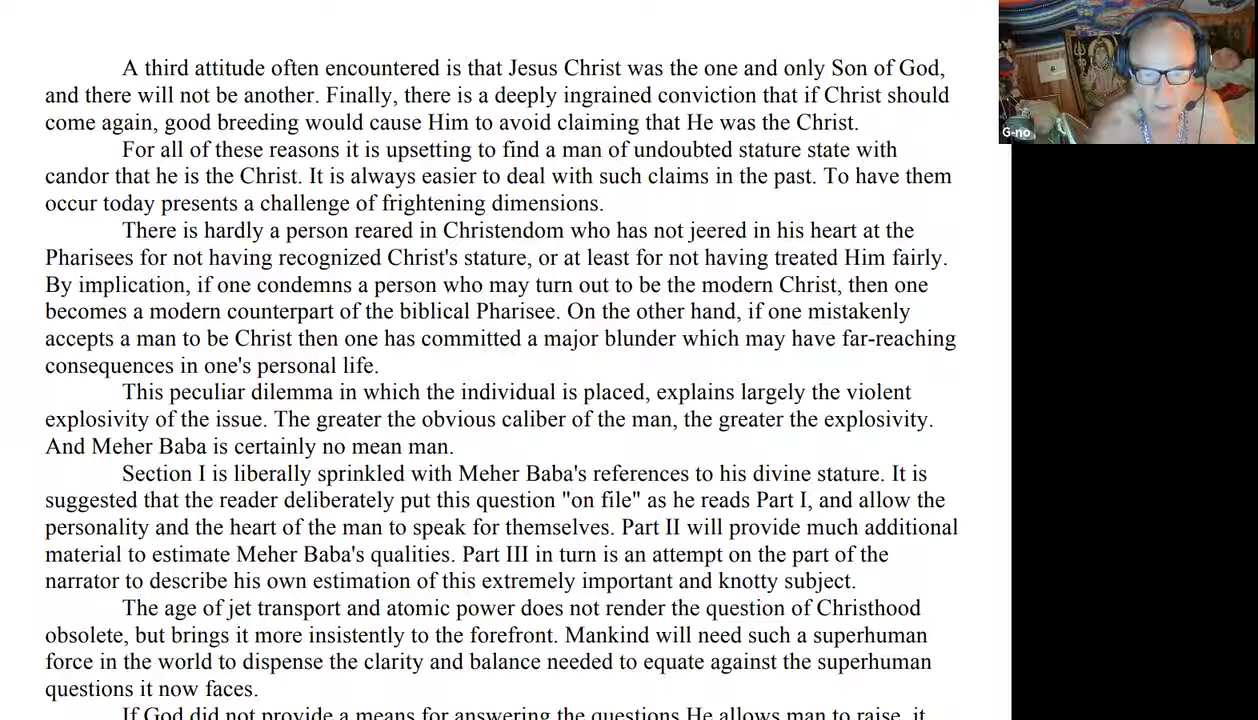 A third attitude often encountered is that Jesus Christ was the one and only Son of God,
and there will not be another. Finally, there is a deeply ingrained conviction that if Christ should
come again, good breeding would cause Him to avoid claiming that He was the Christ.
For all of these reasons it is upsetting to find a man of undoubted stature state with
candor that he is the Christ. It is always easier to deal with such claims in the past. To have them
occur today presents a challenge of frightening dimensions.
There is hardly a person reared in Christendom who has not jeered in his heart at the
Pharisees for not having recognized Christ's stature, or at least for not having treated Him fairly.
By implication, if one condemns a person who may turn out to be the modern Christ, then one
becomes a modern counterpart of the biblical Pharisee. On the other hand, if one mistakenly
accepts a man to be Christ then one has committed a major blunder which may have far-reaching
consequences in one's personal life.
This peculiar dilemma in which the individual is placed, explains largely the violent
explosivity of the issue. The greater the obvious caliber of the man, the greater the explosivity.
And Meher Baba is certainly no mean man.
Section I is liberally sprinkled with Meher Baba's references to his divine stature. It is
suggested that the reader deliberately put this question "on file" as he reads Part I, and allow the
personality and the heart of the man to speak for themselves. Part II will provide much additional
material to estimate Meher Baba's qualities. Part III in turn is an attempt on the part of the
narrator to describe his own estimation of this extremely important and knotty subject.
The age of jet transport and atomic power does not render the question of Christhood
obsolete, but brings it more insistently to the forefront. Mankind will need such a superhuman
force in the world to dispense the clarity and balance needed to equate against the superhuman
questions it now faces.
If God did not provide a means for answering the questions He allows man to raise, it
G-no